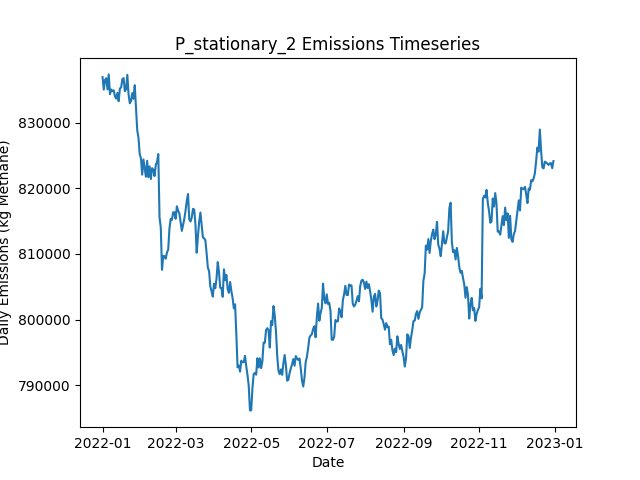 P_stationary_2 Emissions Timeseries
Daily Emissions (kg Methane)
830000
820000
810000
800000
790000
2022-01 2022-03 2022-05 2022-07 2022-09 2022-11 2023-01
Date